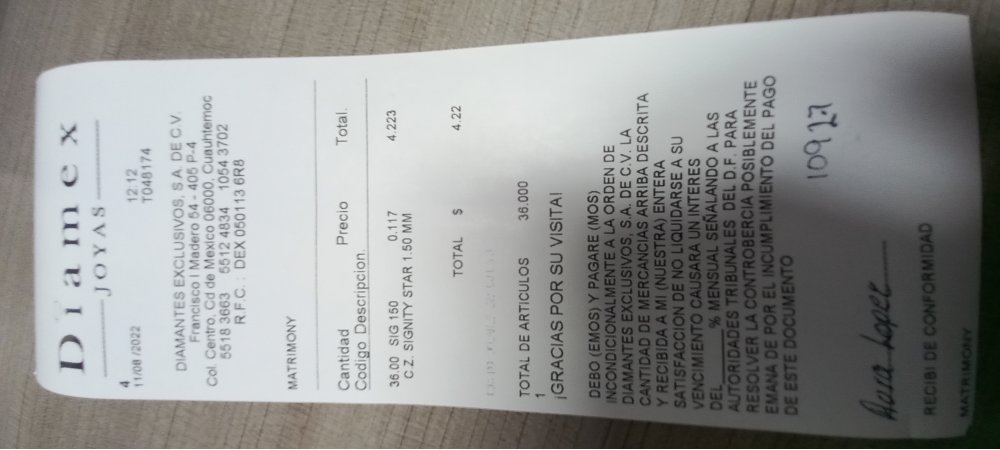 Diamex
JOYAS
4
11/08 /2022 12:12
T048174
DIAMANTES EXCLUSIVOS, S.A. DE C.V.
Francisco I Madero 54 - 405 P-4
Col. Centro, Cd de Mexico 06000, Cuauhtemoc
5518 3663 5512 4834 1054 3702
R.F.C. : DEX 050113 6R8
MATRIMONY
Cantidad Precio Total.
Codigo Descripcion.
36.00 SIG 150 0.117 4.223
C.Z. SIGNITY STAR 1.50 MM
TOTAL $ 4.22
TOTAL DE ARTICULOS 36.000
1
¡GRACIAS POR SU VISITA!
DEBO (EMOS) Y PAGARE (MOS)
INCONDICIONALMENTE A LA ORDEN DE
DIAMANTES EXCLUSIVOS, S.A. DE C.V. LA
CANTIDAD DE MERCANCIAS ARRIBA DESCRITA
Y RECIBIDA A MI (NUESTRA) ENTERA
SATISFACCION DE NO LIQUIDARSE A SU
VENCIMIENTO CAUSARA UN INTERES
DEL______% MENSUAL SEÑALANDO A LAS
AUTORIDADES TRIBUNALES DEL D.F. PARA
RESOLVER LA CONTROBERCIA POSIBLEMENTE
EMANA DE POR EL INCUMPLIMIENTO DEL PAGO
DE ESTE DOCUMENTO
10927
Lopez
RECIBI DE CONFORMIDAD
MATRIMONY